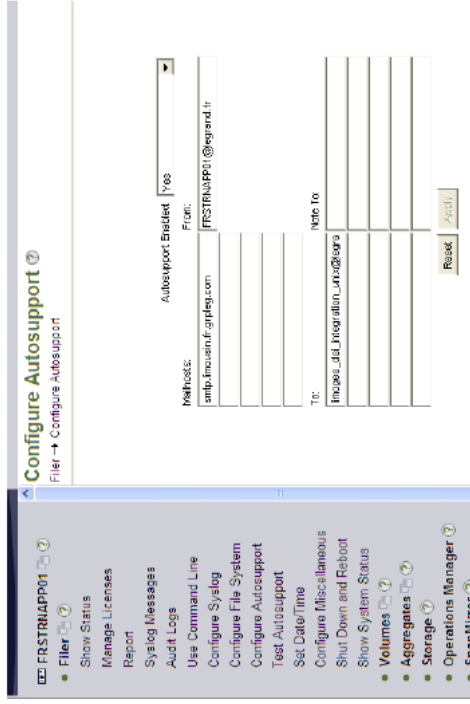 FRSTRNAPP01
Filer
Show Status
Manage Licenses
Report
Syslog Messages
Audit Logs
Use Command Line
Configure Syslog
Configure File System
Configure Autosupport
Test Autosupport
Set Date/Time
Configure Miscellaneous
Shut Down and Reboot
Show System Status
Volumes
Aggregates
Storage
Operations Manager
SnapMirror
Configure Autosupport
Filer → Configure Autosupport
Autosupport Enabled Yes
Mailhosts: From:
smtp.limousin.fr.grpleg.com FRSTRNAPP01@legrand.fr
To: Note To:
limoges_dsi_integration_unix@legra
Reset Apply